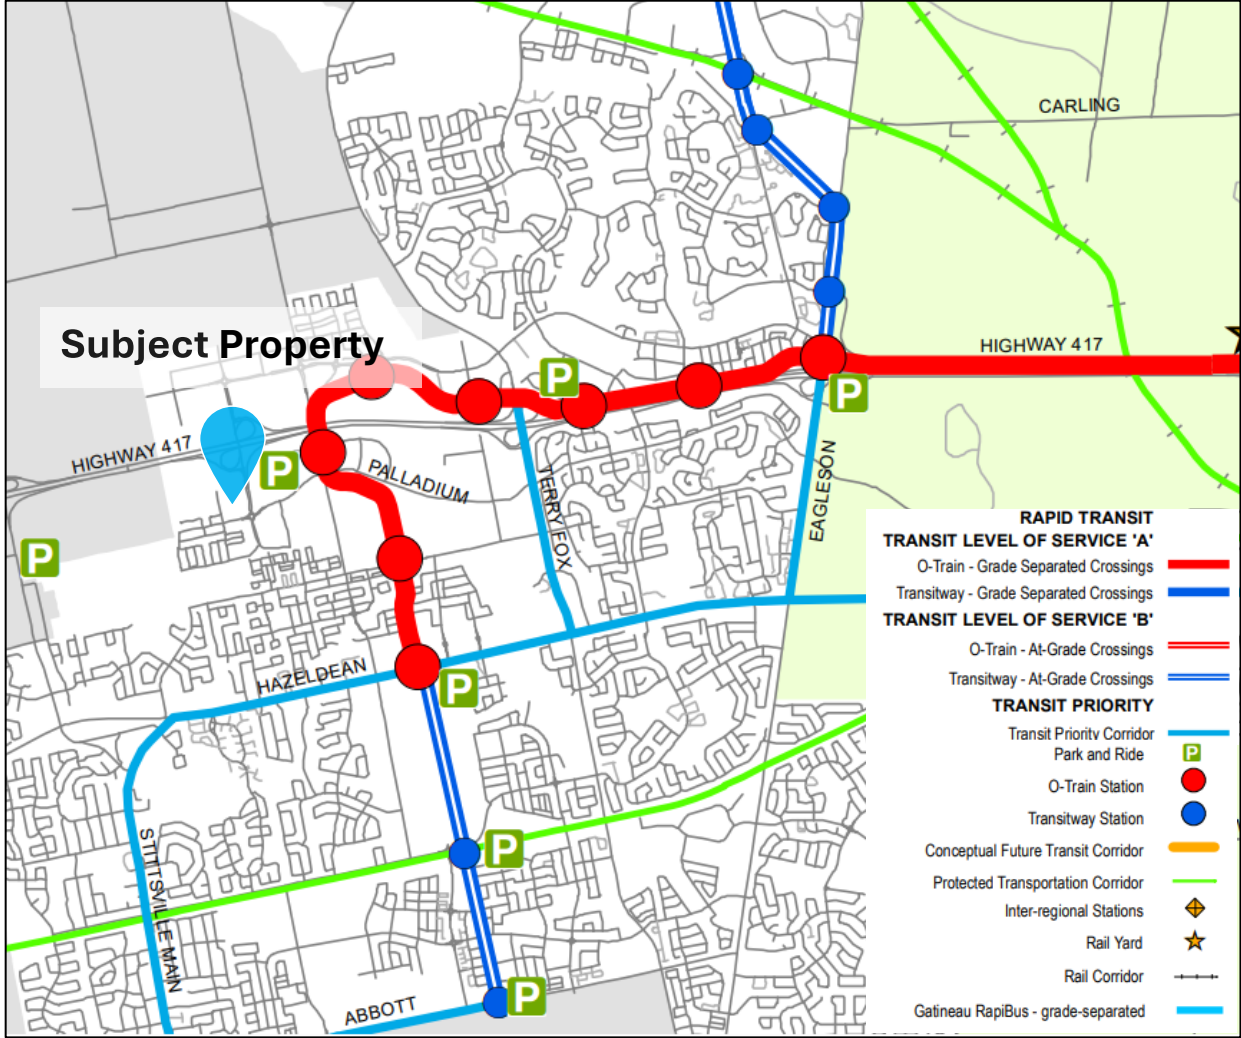 CARLING
Subject Property
HIGHWAY 417
P
P
HIGHWAY 417
P
PALLADIUM
TERRY FOX
EAGLESON
P
HAZELDEAN
P
STITTSVILLE MAIN
P
ABBOTT
P
RAPID TRANSIT
TRANSIT LEVEL OF SERVICE 'A'
O-Train - Grade Separated Crossings
Transitway - Grade Separated Crossings
TRANSIT LEVEL OF SERVICE 'B'
O-Train - At-Grade Crossings
Transitway - At-Grade Crossings
TRANSIT PRIORITY
Transit Priority Corridor
Park and Ride P
O-Train Station
Transitway Station
Conceptual Future Transit Corridor
Protected Transportation Corridor
Inter-regional Stations
Rail Yard
Rail Corridor
Gatineau RapiBus - grade-separated